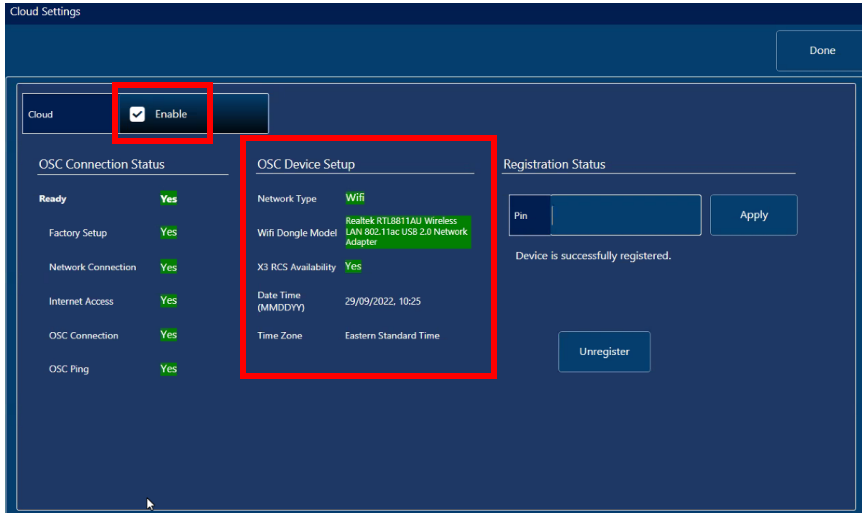 Cloud Settings
Done
Cloud
Enable
OSC Connection Status
Ready Yes
Factory Setup Yes
Network Connection Yes
Internet Access Yes
OSC Connection Yes
OSC Ping Yes
OSC Device Setup
Network Type Wifi
Wifi Dongle Model Realtek RTL8811AU Wireless
LAN 802.11ac USB 2.0 Network
Adapter
X3 RCS Availability Yes
Date Time
(MMDDYY) 29/09/2022, 10:25
Time Zone Eastern Standard Time
Registration Status
Pin
Apply
Device is successfully registered.
Unregister